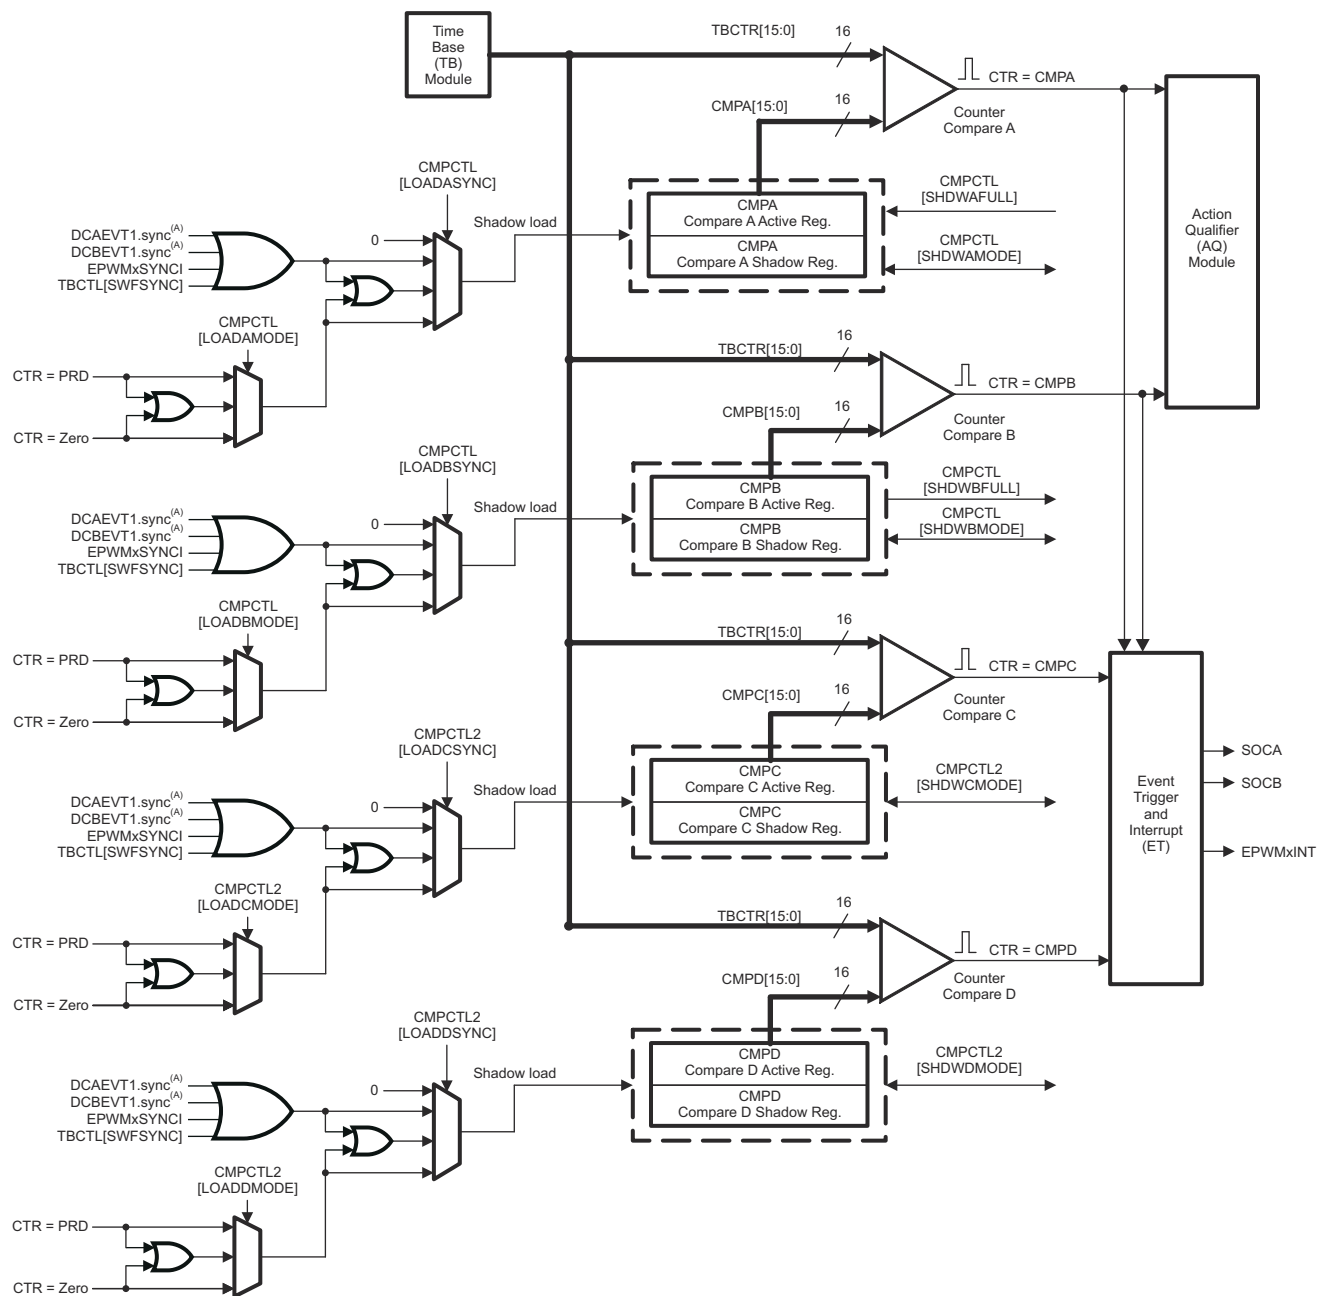 Time
Base
(TB)
Module
TBCTR[15:0]
16
CTR = CMPA
CMPA[15:0]
16
Counter
Compare A
CMPCTL
[LOADASYNC]
Shadow load
0
DCAEVT1.sync(A)
DCBEVT1.sync(A)
EPWMxSYNCI
TBCTL[SWFSYNC]
CMPA
Compare A Active Reg.
CMPA
Compare A Shadow Reg.
CMPCTL
[SHDWAFULL]
CMPCTL
[SHDWAMODE]
Action
Qualifier
(AQ)
Module
CMPCTL
[LOADAMODE]
CTR = PRD
CTR = Zero
TBCTR[15:0]
16
CTR = CMPB
CMPB[15:0]
16
Counter
Compare B
CMPCTL
[LOADBSYNC]
Shadow load
0
DCAEVT1.sync(A)
DCBEVT1.sync(A)
EPWMxSYNCI
TBCTL[SWFSYNC]
CMPB
Compare B Active Reg.
CMPB
Compare B Shadow Reg.
CMPCTL
[SHDWBFULL]
CMPCTL
[SHDWBMODE]
CMPCTL
[LOADBMODE]
CTR = PRD
CTR = Zero
TBCTR[15:0]
16
CTR = CMPC
CMPC[15:0]
16
Counter
Compare C
CMPCTL2
[LOADCSYNC]
Shadow load
0
DCAEVT1.sync(A)
DCBEVT1.sync(A)
EPWMxSYNCI
TBCTL[SWFSYNC]
CMPC
Compare C Active Reg.
CMPC
Compare C Shadow Reg.
CMPCTL2
[SHDWCMODE]
Event
Trigger
and
Interrupt
(ET)
SOCA
SOCB
EPWMxINT
CMPCTL2
[LOADCMODE]
CTR = PRD
CTR = Zero
TBCTR[15:0]
16
CTR = CMPD
CMPD[15:0]
16
Counter
Compare D
CMPCTL2
[LOADDSYNC]
Shadow load
0
DCAEVT1.sync(A)
DCBEVT1.sync(A)
EPWMxSYNCI
TBCTL[SWFSYNC]
CMPD
Compare D Active Reg.
CMPD
Compare D Shadow Reg.
CMPCTL2
[SHDWDMODE]
CMPCTL2
[LOADDMODE]
CTR = PRD
CTR = Zero